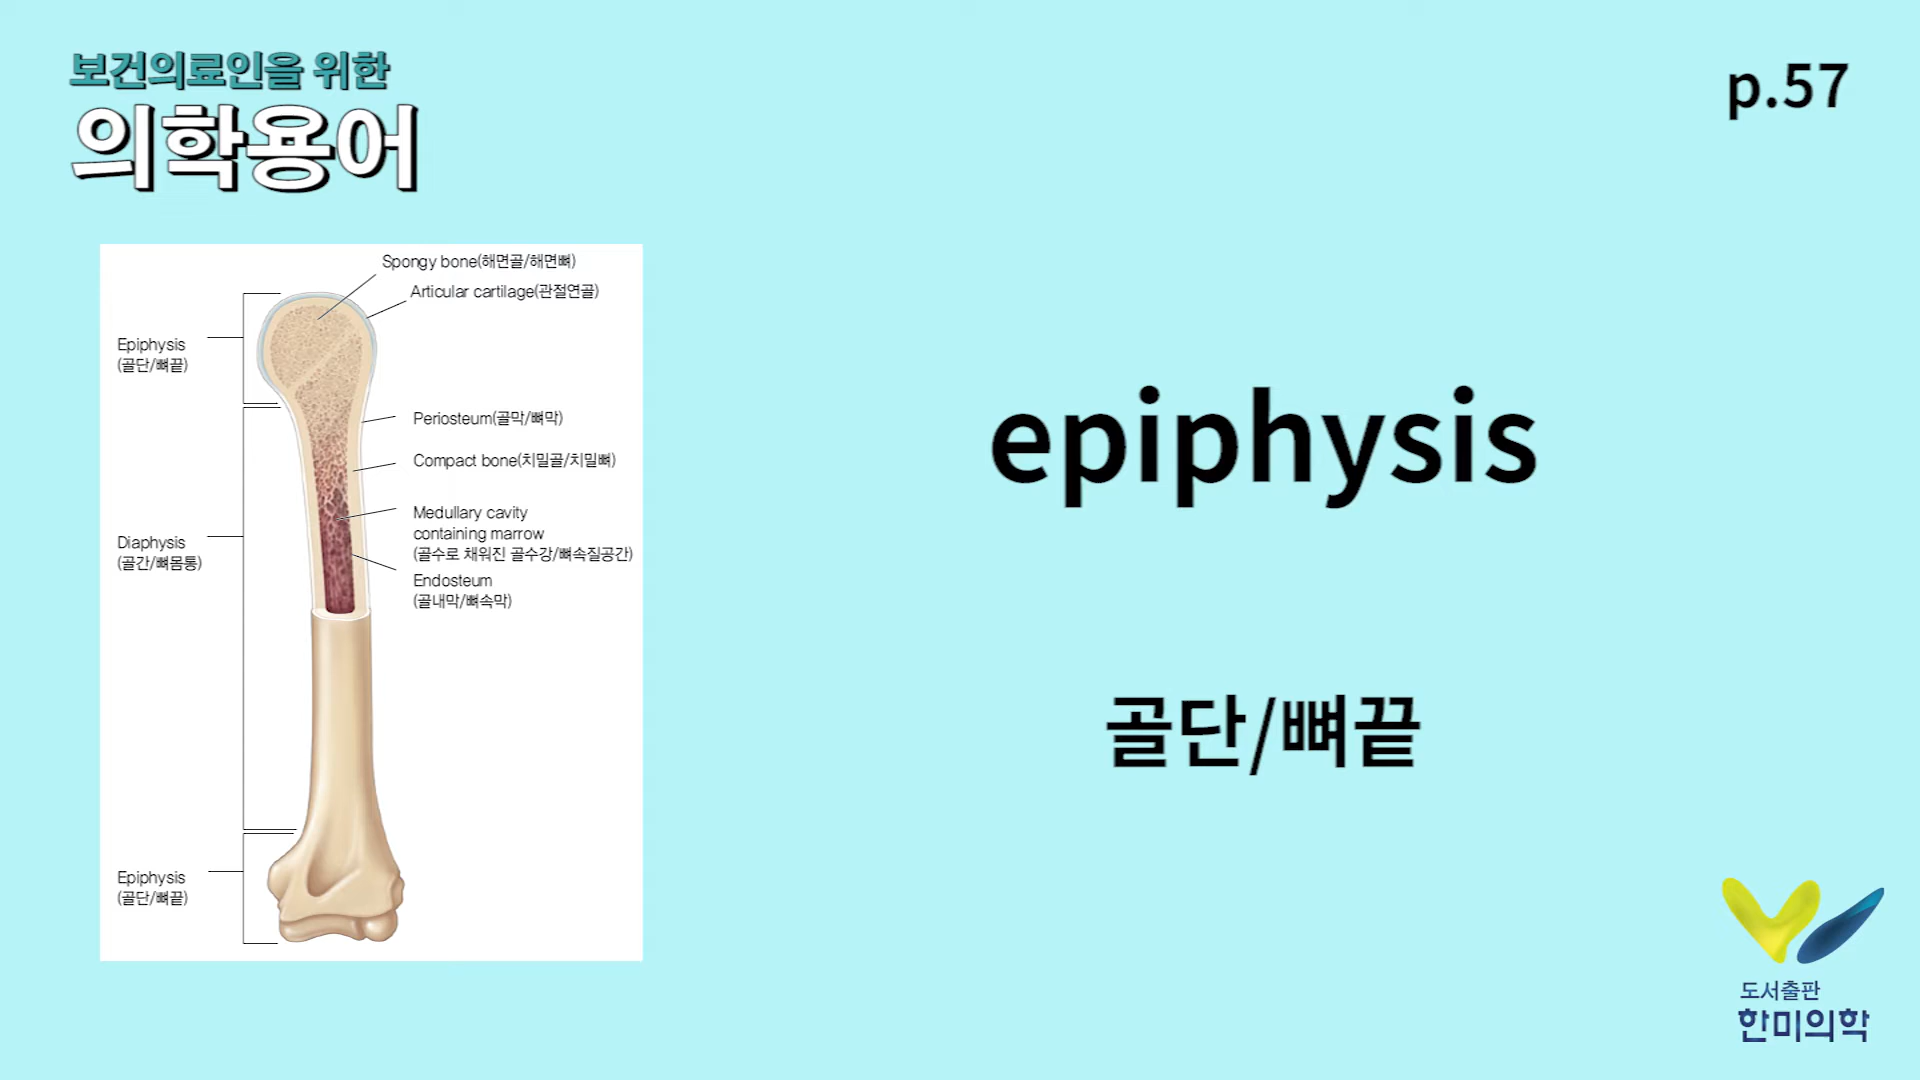 보건의료인을 위한
의학용어
p.57
Spongy bone(해면골/해면뼈)
Articular cartilage(관절연골)
Epiphysis
(골단/뼈끝)
Periosteum(골막/뼈막)
Compact bone(치밀골/치밀뼈)
Medullary cavity
containing marrow
(골수로 채워진 골수강/뼈속질공간)
Diaphysis
(골간/뼈몸통)
Endosteum
(골내막/뼈속막)
Epiphysis
(골단/뼈끝)
epiphysis
골단/뼈끝
도서출판
한미의학